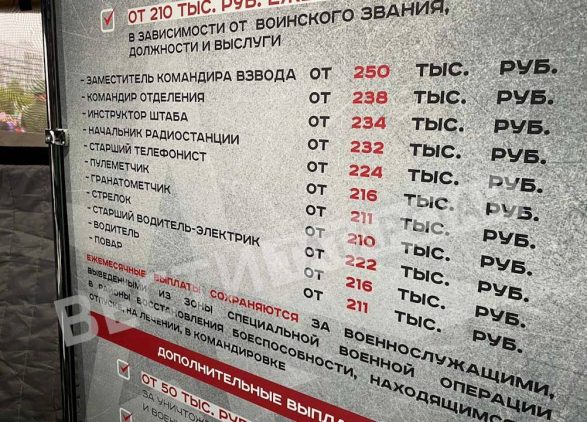 ОТ 210 ТЫС. РУБ.
В ЗАВИСИМОСТИ ОТ ВОИНСКОГО ЗВАНИЯ,
ДОЛЖНОСТИ И ВЫСЛУГИ
- ЗАМЕСТИТЕЛЬ КОМАНДИРА ВЗВОДА ОТ 250 ТЫС. РУБ.
- КОМАНДИР ОТДЕЛЕНИЯ ОТ 238 ТЫС. РУБ.
- ИНСТРУКТОР ШТАБА ОТ 234 ТЫС. РУБ.
- НАЧАЛЬНИК РАДИОСТАНЦИИ ОТ 232 ТЫС. РУБ.
- СТАРШИЙ ТЕЛЕФОНИСТ ОТ 224 ТЫС. РУБ.
- ПУЛЕМЕТЧИК ОТ 216 ТЫС. РУБ.
- ГРАНАТОМЕТЧИК ОТ 211 ТЫС. РУБ.
- СТРЕЛОК ОТ 210 ТЫС. РУБ.
- СТАРШИЙ ВОДИТЕЛЬ-ЭЛЕКТРИК ОТ 222 ТЫС. РУБ.
- ВОДИТЕЛЬ ОТ 216 ТЫС. РУБ.
- ПОВАР ОТ 211 ТЫС. РУБ.
ЕЖЕМЕСЯЧНЫЕ ВЫПЛАТЫ СОХРАНЯЮТСЯ ЗА ВОЕННОСЛУЖАЩИМИ,
ВЫВЕДЕННЫМИ ИЗ ЗОНЫ СПЕЦИАЛЬНОЙ ВОЕННОЙ ОПЕРАЦИИ
В РАЙОНЫ ВОССТАНОВЛЕНИЯ БОЕСПОСОБНОСТИ, НАХОДЯЩИМСЯ
ОТПУСКЕ, НА ЛЕЧЕНИИ, В КОМАНДИРОВКЕ
ДОПОЛНИТЕЛЬНЫЕ
ОТ 50 ТЫС. РУБ
ЗА
И